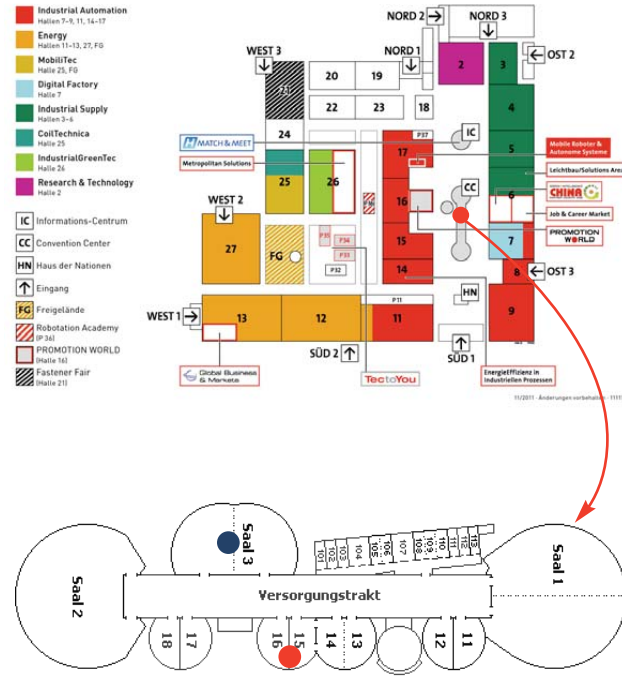 Industrial Automation
Hallen 7–9, 11, 14–17
Energy
Hallen 11–13, 27, FG
MobiliTec
Halle 25, FG
Digital Factory
Halle 7
Industrial Supply
Hallen 3–6
CoilTechnica
Halle 25
IndustrialGreenTec
Halle 26
Research & Technology
Halle 2
IC Informations-Centrum
CC Convention Center
HN Haus der Nationen
Eingang
FG Freigelände
Robotation Academy
(P 36)
PROMOTION WORLD
(Halle 16)
Fastener Fair
(Halle 21)
NORD 2
NORD 3
WEST 3
NORD 1
OST 2
2
3
20
19
21
4
22
23
18
IC
MATCH & MEET
24
P37
5
Mobile Roboter &
Autonome Systeme
Metropolitan Solutions
17
Leichtbau/Solutions Area
25
26
CC
6
CHINA
WEST 2
16
P36
Job & Career Market
27
FG
P35
P34
P33
P32
15
7
PROMOTION
WORLD
14
8
OST 3
HN
WEST 1
13
12
P11
11
9
SÜD 2
SÜD 1
Global Business
& Markets
TectoYou
EnergieEffizienz in
Industriellen Prozessen
11/2011 · Änderungen vorbehalten ·
Saal 3
101
102
103
104
105
106
107
108
109
110
111
112
113
Saal 1
Saal 2
Versorgungstrakt
18
17
16
15
14
13
12
11